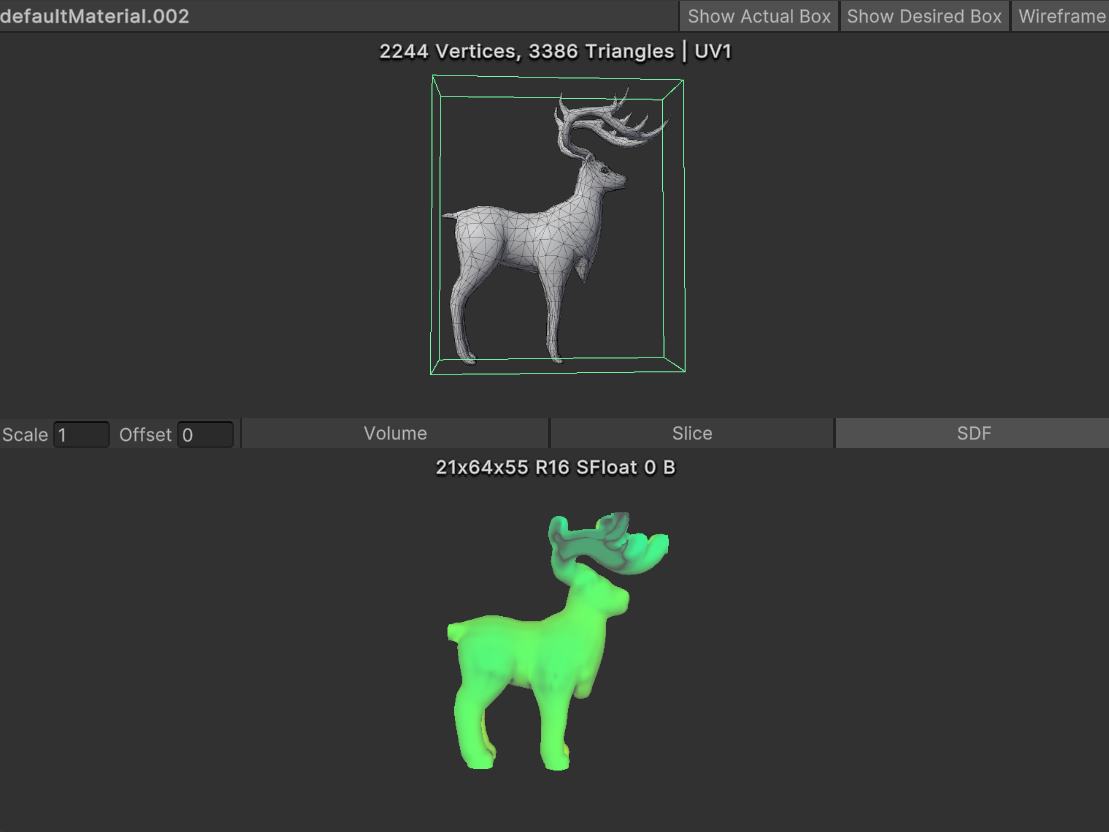 defaultMaterial.002
Show Actual Box
Show Desired Box
Wireframe
2244 Vertices, 3386 Triangles | UV1
Scale 1
Offset 0
Volume
Slice
SDF
21x64x55 R16 SFloat 0 B